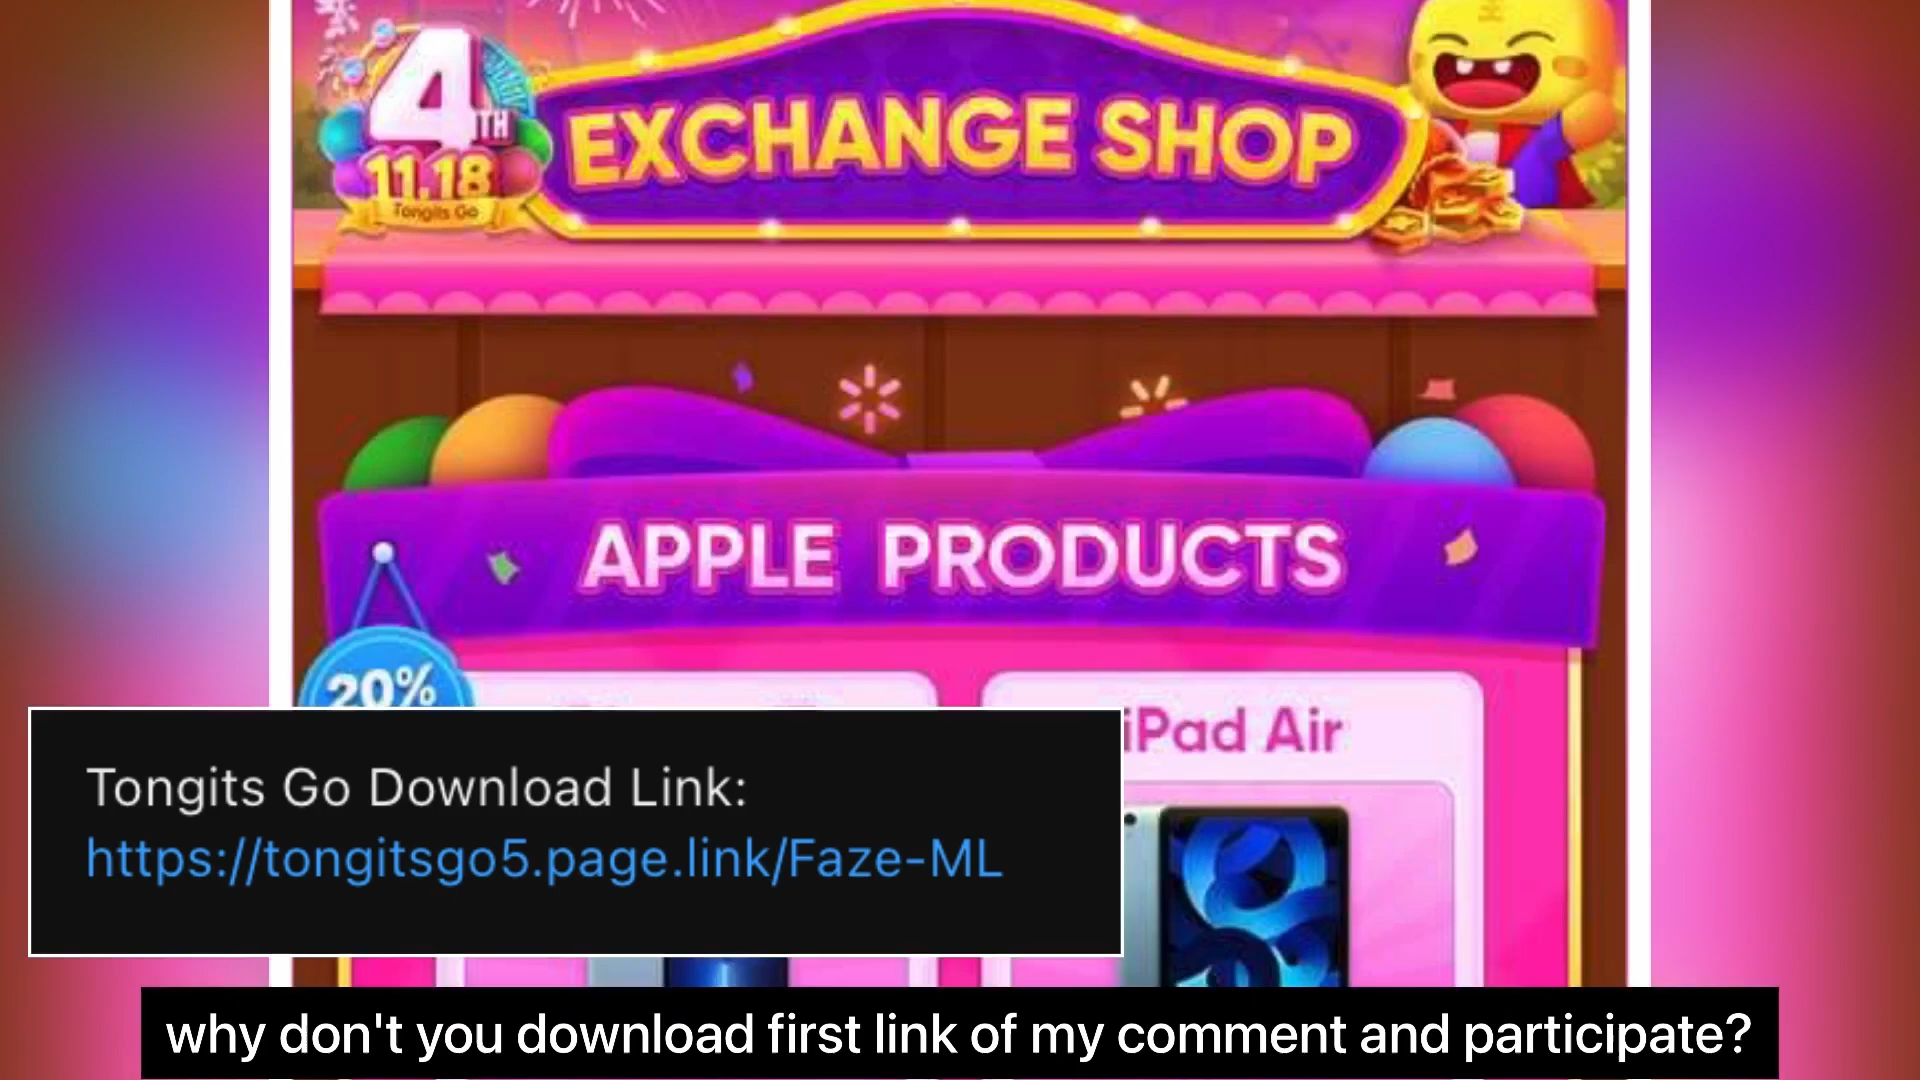 4TH
11.18
Tongits Go
EXCHANGE SHOP
APPLE PRODUCTS
20%
iPad Air
Tongits Go Download Link:
https://tongitsgo5.page.link/Faze-ML
why don't you download first link of my comment and participate?